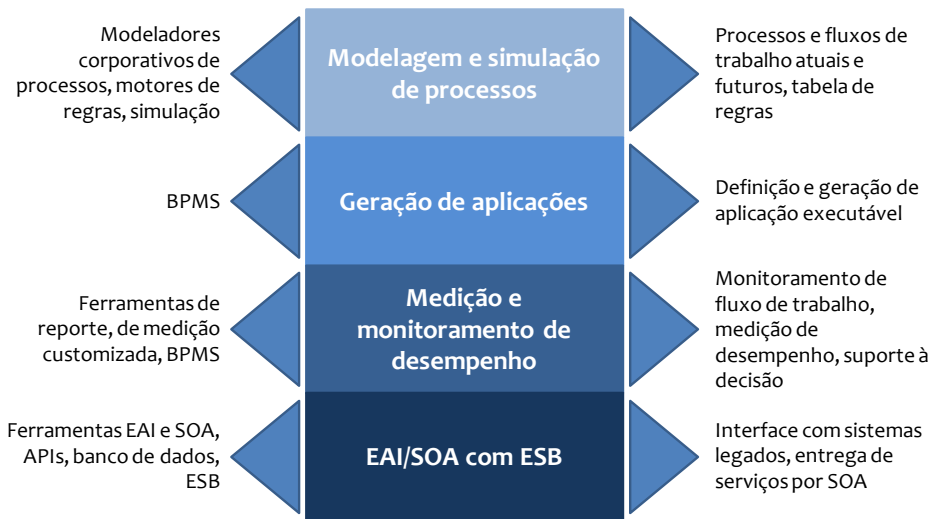 Modeladores
corporativos de
processos, motores de
regras, simulação
Modelagem e simulação
de processos
Processos e fluxos de
trabalho atuais e
futuros, tabela de
regras
BPMS
Geração de aplicações
Definição e geração de
aplicação executável
Ferramentas de
reporte, de medição
customizada, BPMS
Medição e
monitoramento de
desempenho
Monitoramento de
fluxo de trabalho,
medição de
desempenho, suporte à
decisão
Ferramentas EAI e SOA,
APIs, banco de dados,
ESB
EAI/SOA com ESB
Interface com sistemas
legados, entrega de
serviços por SOA